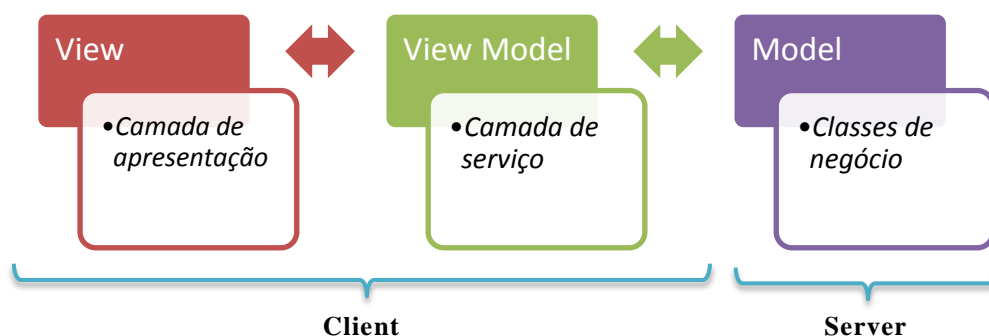 View
•Camada de
apresentação
View Model
•Camada de
serviço
Model
•Classes de
negócio
Client
Server